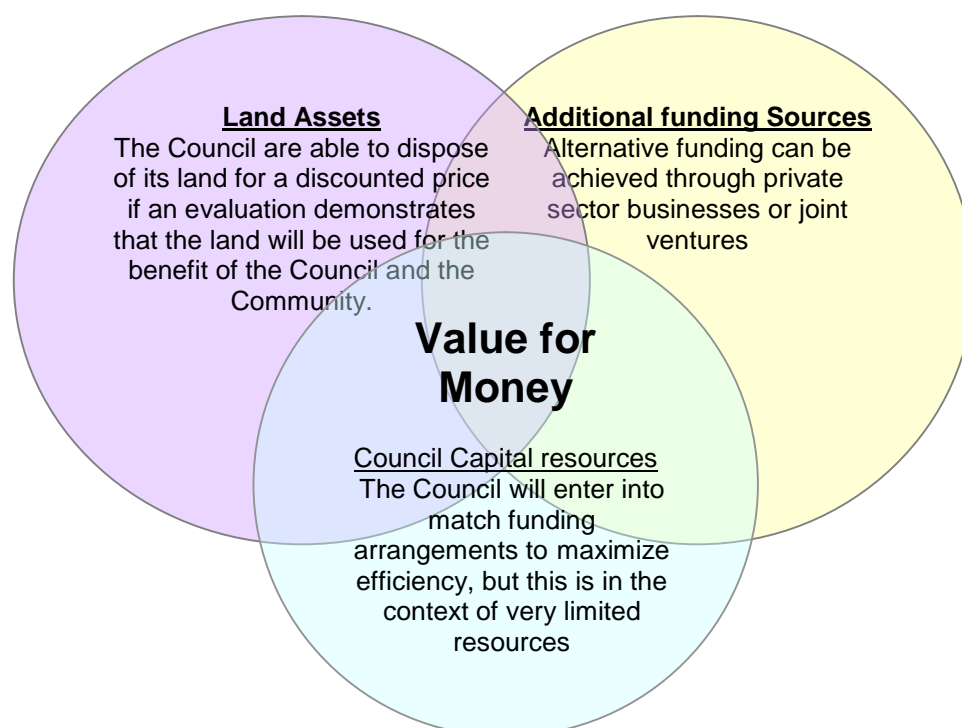 Land Assets
The Council are able to dispose
of its land for a discounted price
if an evaluation demonstrates
that the land will be used for the
benefit of the Council and the
Community.
Additional funding Sources
Alternative funding can be
achieved through private
sector businesses or joint
ventures
Value for
Money
Council Capital resources
The Council will enter into
match funding
arrangements to maximize
efficiency, but this is in the
context of very limited
resources